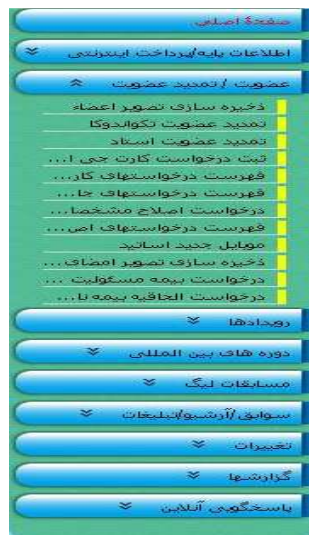 صفحهٔ اصلی
اطلاعات پایه/پرداخت اینترنتی
عضویت / تمدید عضویت
ذخیره سازی تصویر اعضاء
تمدید عضویت تکواندوکا
تمدید عضویت استاد
ثبت درخواست کارت جی ا...
فهرست درخواستهای کار...
فهرست درخواستهای جا...
درخواست اصلاح مشخصا...
فهرست درخواستهای اص...
موبایل جدید اساتید
ذخیره سازی تصویر امضای...
درخواست بیمه مسئولیت ...
درخواست الحاقیه بیمه نا...
رویدادها
دوره های بین المللی
مسابقات لیگ
سوابق/آرشیو/تبلیغات
تغییرات
گزارشها
پاسخگویی آنلاین